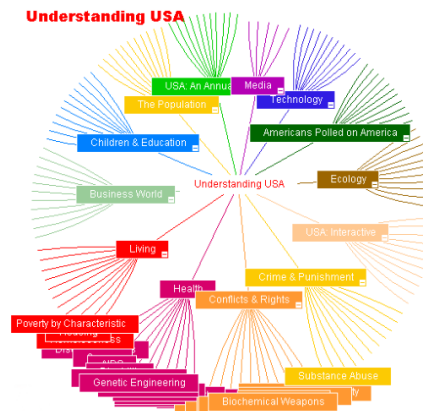 Understanding USA
USA: An Annua
Media
The Population
Technology
Americans Polled on America
Children & Education
Ecology
Understanding USA
Business World
USA: Interactive
Living
Crime & Punishment
Health
Conflicts & Rights
Poverty by Characteristic
Substance Abuse
Genetic Engineering
Biochemical Weapons